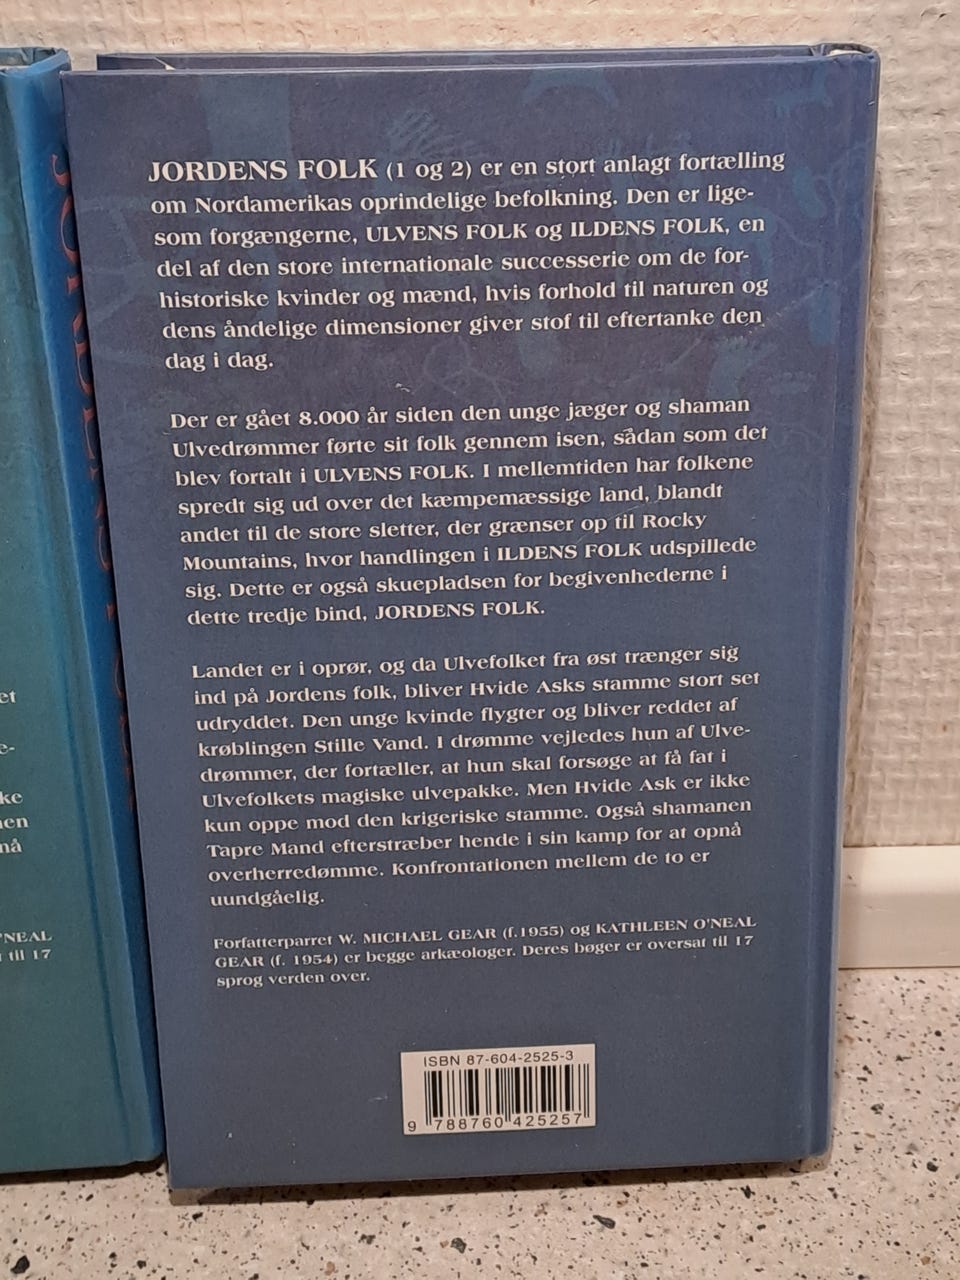 JORDENS FOLK (1 og 2) er en stort anlagt fortælling
om Nordamerikas oprindelige befolkning. Den er lige-
som forgængerne, ULVENS FOLK og ILDENS FOLK, en
del af den store internationale successerie om de for-
historiske kvinder og mænd, hvis forhold til naturen og
dens åndelige dimensioner giver stof til eftertanke den
dag i dag.
Der er gået 8.000 år siden den unge jæger og shaman
Ulvedrømmer førte sit folk gennem isen, sådan som det
blev fortalt i ULVENS FOLK. I mellemtiden har folkene
spredt sig ud over det kæmpemæssige land, blandt
andet til de store sletter, der grænser op til Rocky
Mountains, hvor handlingen i ILDENS FOLK udspillede
sig. Dette er også skuepladsen for begivenhederne i
dette tredje bind, JORDENS FOLK.
Landet er i oprør, og da Ulvefolket fra øst trænger sig
ind på Jordens folk, bliver Hvide Asks stamme stort set
udryddet. Den unge kvinde flygter og bliver reddet af
krøblingen Stille Vand. I drømme vejledes hun af Ulve-
drømmer, der fortæller, at hun skal forsøge at få fat i
Ulvefolkets magiske ulvepakke. Men Hvide Ask er ikke
kun oppe mod den krigeriske stamme. Også shamanen
Tapre Mand efterstræber hende i sin kamp for at opnå
overherredømme. Konfrontationen mellem de to er
uundgåelig.
Forfatterparret W. MICHAEL GEAR (f.1955) og KATHLEEN O'NEAL
GEAR (f. 1954) er begge arkæologer. Deres bøger er oversat til 17
sprog verden over.
ISBN 87-604-2525-3
9 788760 425257
et
e-
ke
nå
O'NEAL
til 17